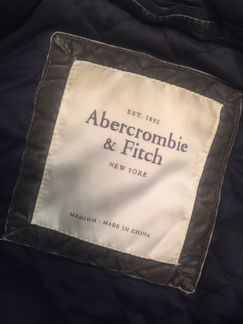 EST. 1892
Abercrombie
& Fitch
NEW YORK
MEDIUM - MADE IN CHINA